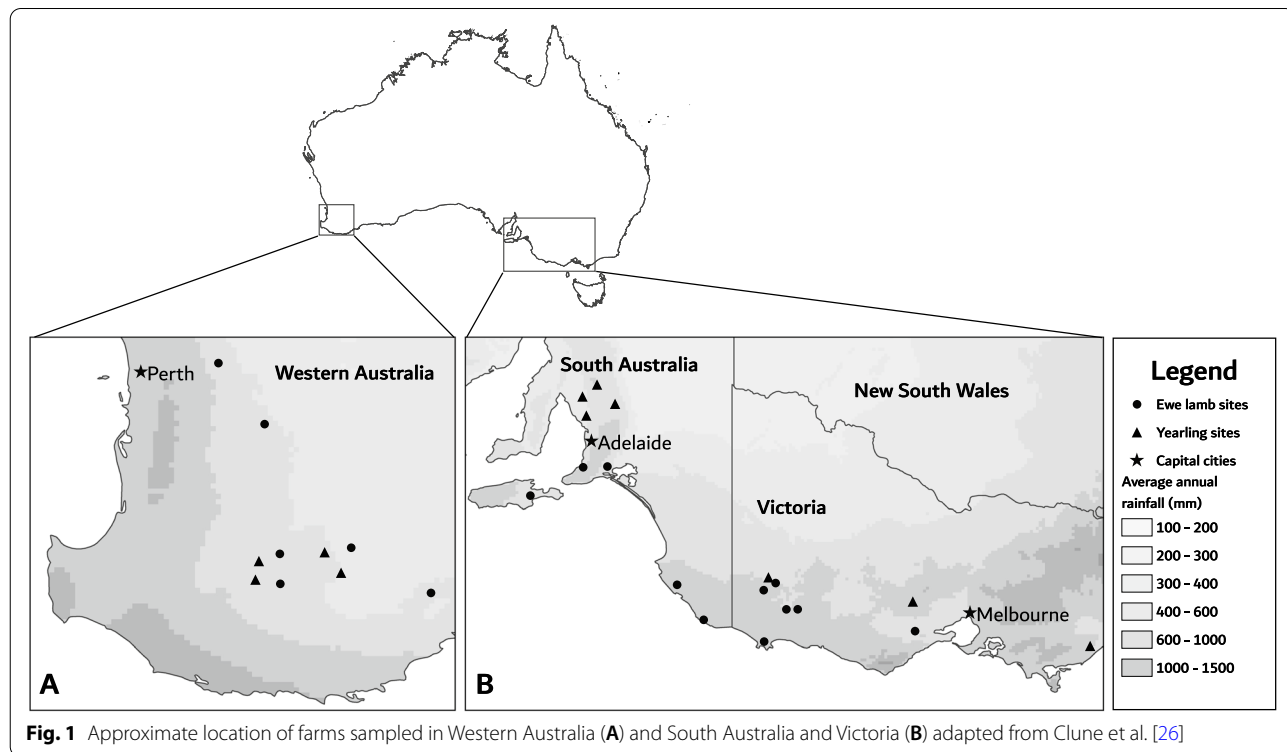 Perth
Western Australia
A
South Australia
New South Wales
Adelaide
Victoria
Melbourne
B
Legend
Ewe lamb sites
Yearling sites
Capital cities
Average annual
rainfall (mm)
100 – 200
200 – 300
300 – 400
400 – 600
600 – 1000
1000 – 1500
Fig. 1 Approximate location of farms sampled in Western Australia (A) and South Australia and Victoria (B) adapted from Clune et al. [26]